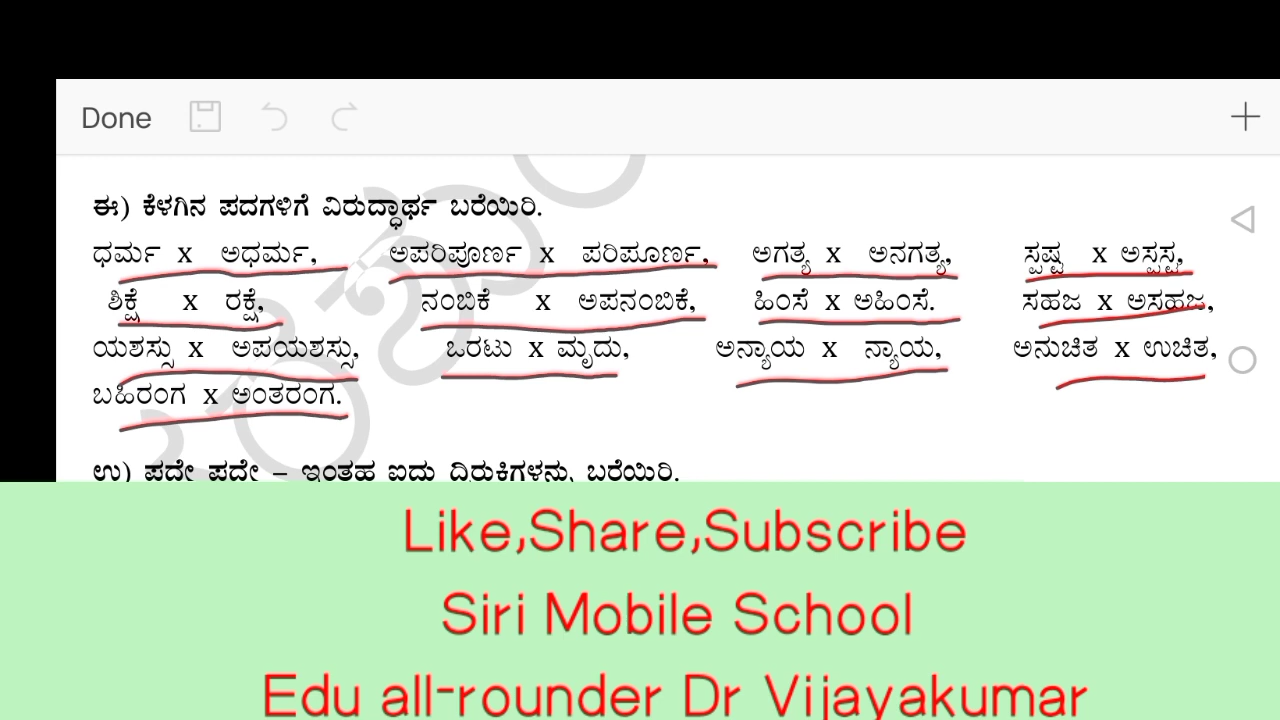 Done
ಈ) ಕೆಳಗಿನ ಪದಗಳಿಗೆ ವಿರುದ್ಧಾರ್ಥ ಬರೆಯಿರಿ.
ಧರ್ಮ x ಅಧರ್ಮ, ಅಪರಿಪೂರ್ಣ x ಪರಿಪೂರ್ಣ, ಅಗತ್ಯ x ಅನಗತ್ಯ, ಸ್ಪಷ್ಟ x ಅಸ್ಪಸ್ಟ,
ಶಿಕ್ಷೆ x ರಕ್ಷೆ, ನಂಬಿಕೆ x ಅಪನಂಬಿಕೆ, ಹಿಂಸೆ x ಅಹಿಂಸೆ. ಸಹಜ x ಅಸಹಜ,
ಯಶಸ್ಸು x ಅಪಯಶಸ್ಸು, ಒರಟು x ಮೃದು, ಅನ್ಯಾಯ x ನ್ಯಾಯ, ಅನುಚಿತ x ಉಚಿತ,
ಬಹಿರಂಗ x ಅಂತರಂಗ.
ಉ) ಪದೇ ಪದೇ – ಇಂತಹ ಐದು ದ್ವಿರುಕ್ತಿಗಳನ್ನು ಬರೆಯಿರಿ.
Like,Share,Subscribe
Siri Mobile School
Edu all-rounder Dr Vijayakumar